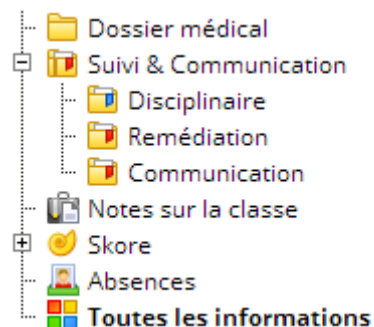 Dossier médical
Suivi & Communication
Disciplinaire
Remédiation
Communication
Notes sur la classe
Skore
Absences
Toutes les informations